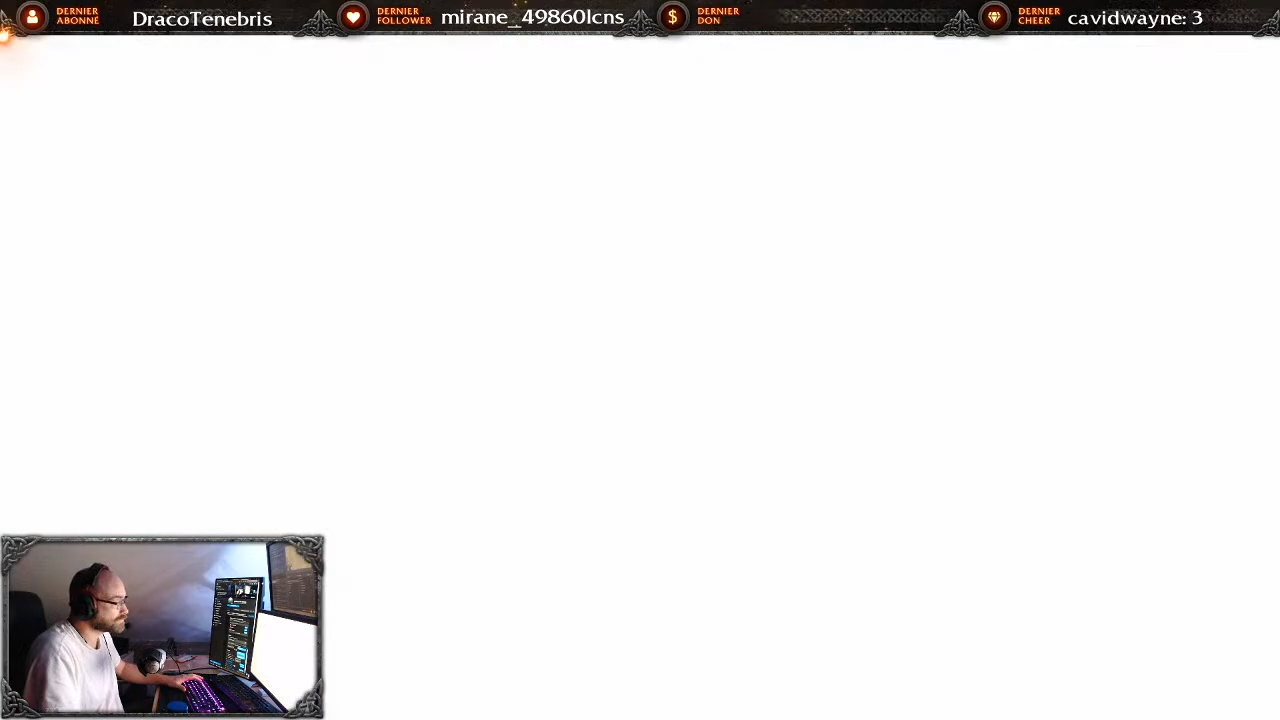 DERNIER
ABONNÉ
DracoTenebris
DERNIER
FOLLOWER
mirane_49860lcns
DERNIER
DON
DERNIER
CHEER
cavidwayne: 3